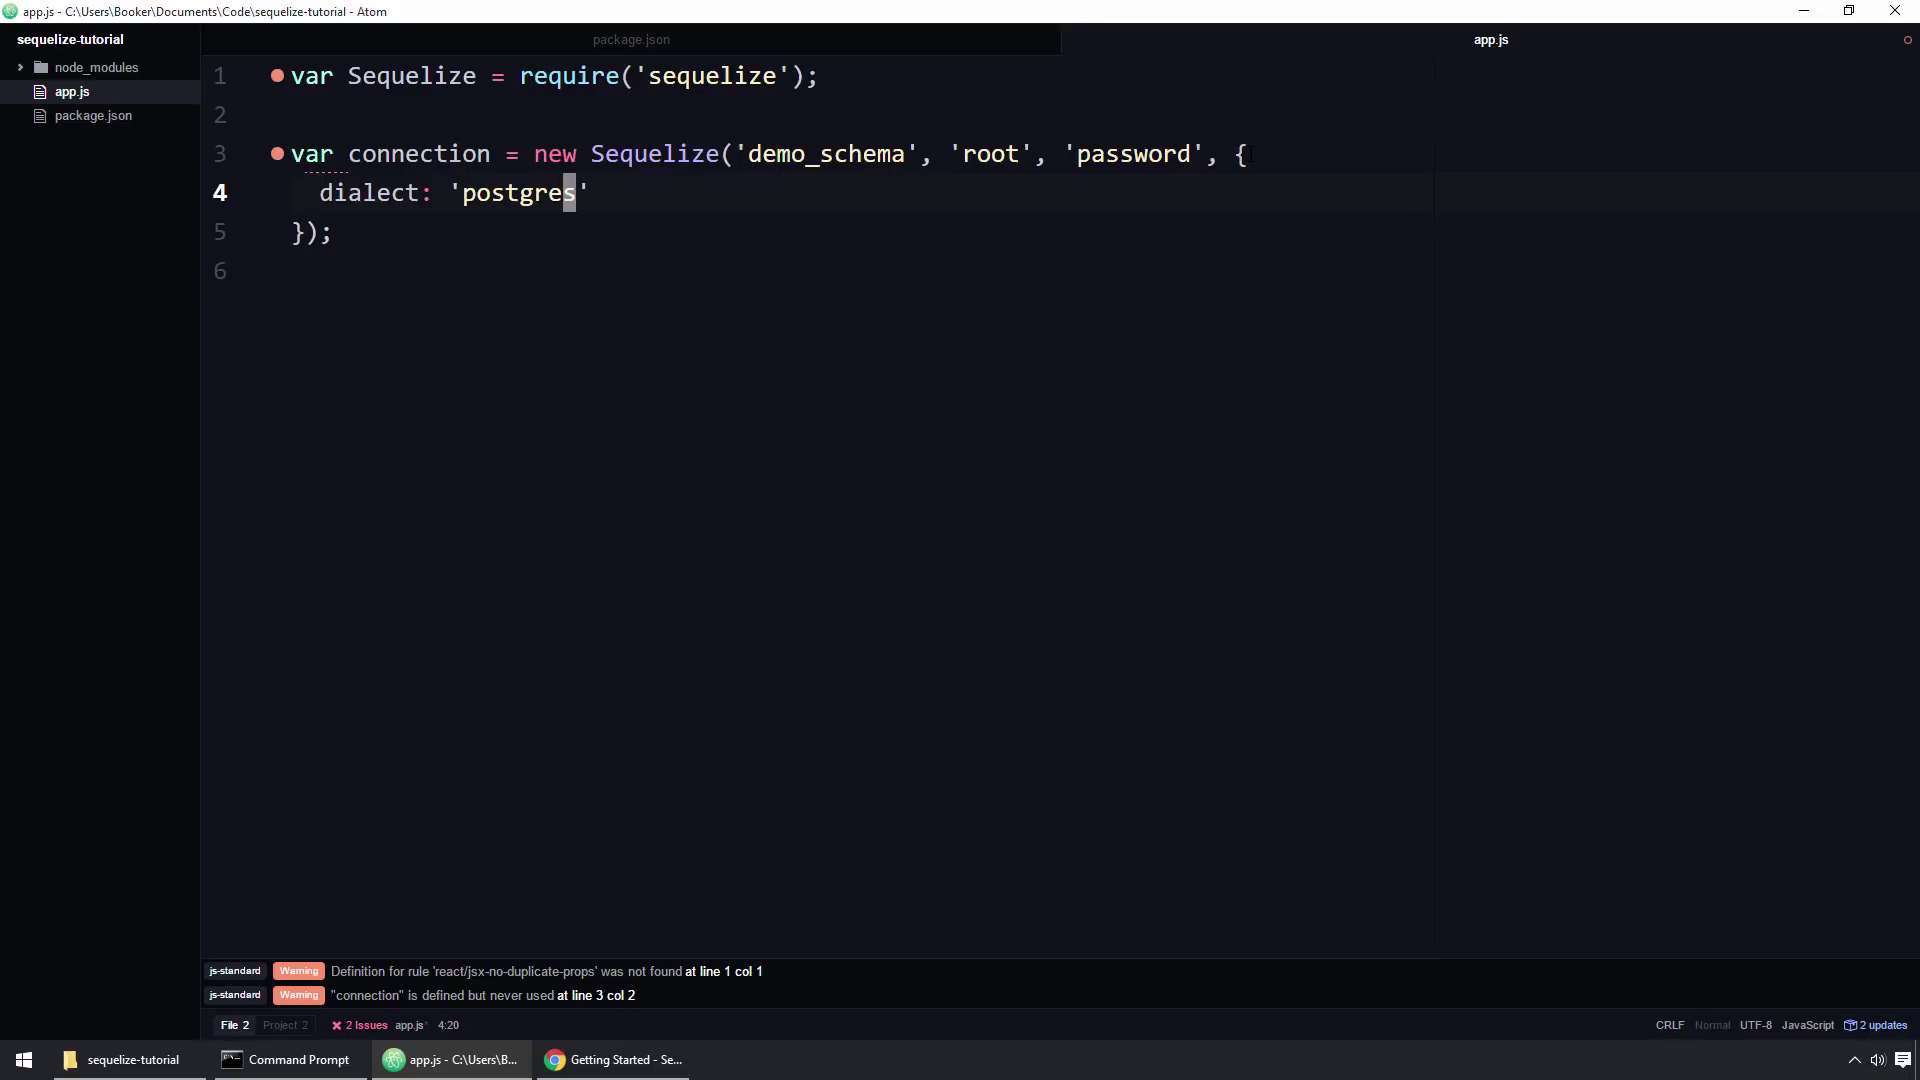 app.js - C:\Users\Booker\Documents\Code\sequelize-tutorial - Atom
sequelize-tutorial
node_modules
app.js
package.json
package.json
app.js
1 var Sequelize = require('sequelize');
2
3 var connection = new Sequelize('demo_schema', 'root', 'password', {
4 dialect: 'postgres'
5 });
6
js-standard Warning Definition for rule 'react/jsx-no-duplicate-props' was not found at line 1 col 1
js-standard Warning "connection" is defined but never used at line 3 col 2
File 2 Project 2 2 Issues app.js* 4:20 CRLF Normal UTF-8 JavaScript 2 updates
sequelize-tutorial Command Prompt app.js - C:\Users\B... Getting Started - Se...